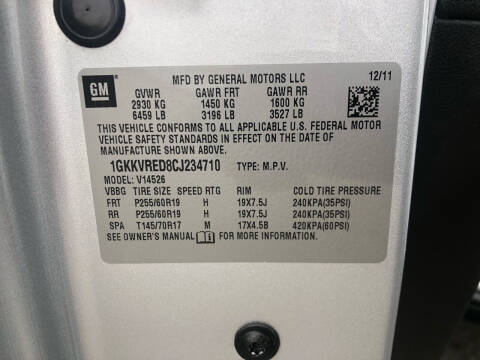 GM
MFD BY GENERAL MOTORS LLC 12/11
GVWR GAWR FRT GAWR RR
2930 KG 1450 KG 1600 KG
6459 LB 3196 LB 3527 LB
THIS VEHICLE CONFORMS TO ALL APPLICABLE U.S. FEDERAL MOTOR
VEHICLE SAFETY STANDARDS IN EFFECT ON THE DATE OF
MANUFACTURE SHOWN ABOVE.
1GKKVRED8CJ234710 TYPE: M.P.V.
MODEL: V14526
VBBG TIRE SIZE SPEED RTG RIM COLD TIRE PRESSURE
FRT P255/60R19 H 19X7.5J 240KPA(35PSI)
RR P255/60R19 H 19X7.5J 240KPA(35PSI)
SPA T145/70R17 M 17X4.5B 420KPA(60PSI)
SEE OWNER'S MANUAL FOR MORE INFORMATION.